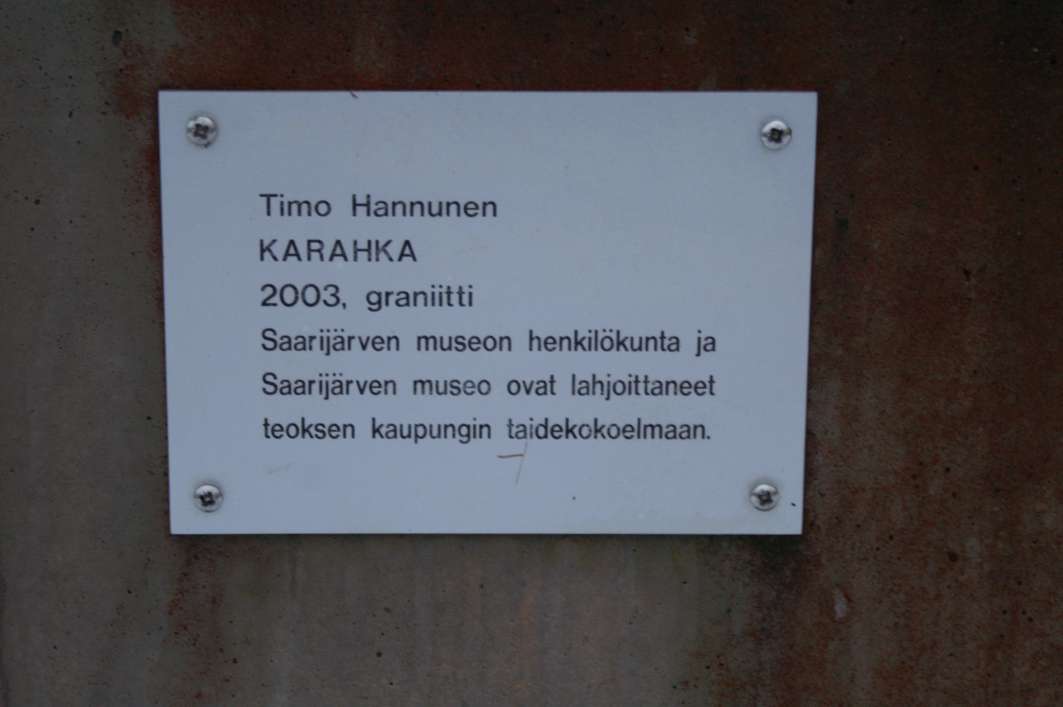 Timo Hannunen
KARAHKA
2003, graniitti
Saarijärven museon henkilökunta ja
Saarijärven museo ovat lahjoittaneet
teoksen kaupungin taidekokoelmaan.